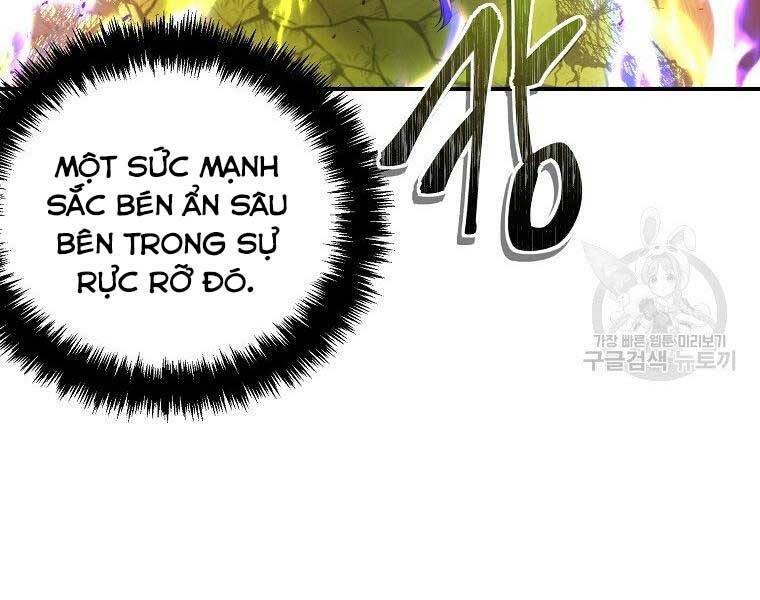 MỘT SỨC MẠNH
SẮC BÉN ẨN SÂU
BÊN TRONG SỰ
RỰC RỠ ĐÓ.
가장 빠른 웹툰 미리보기
구글검색 뉴토끼